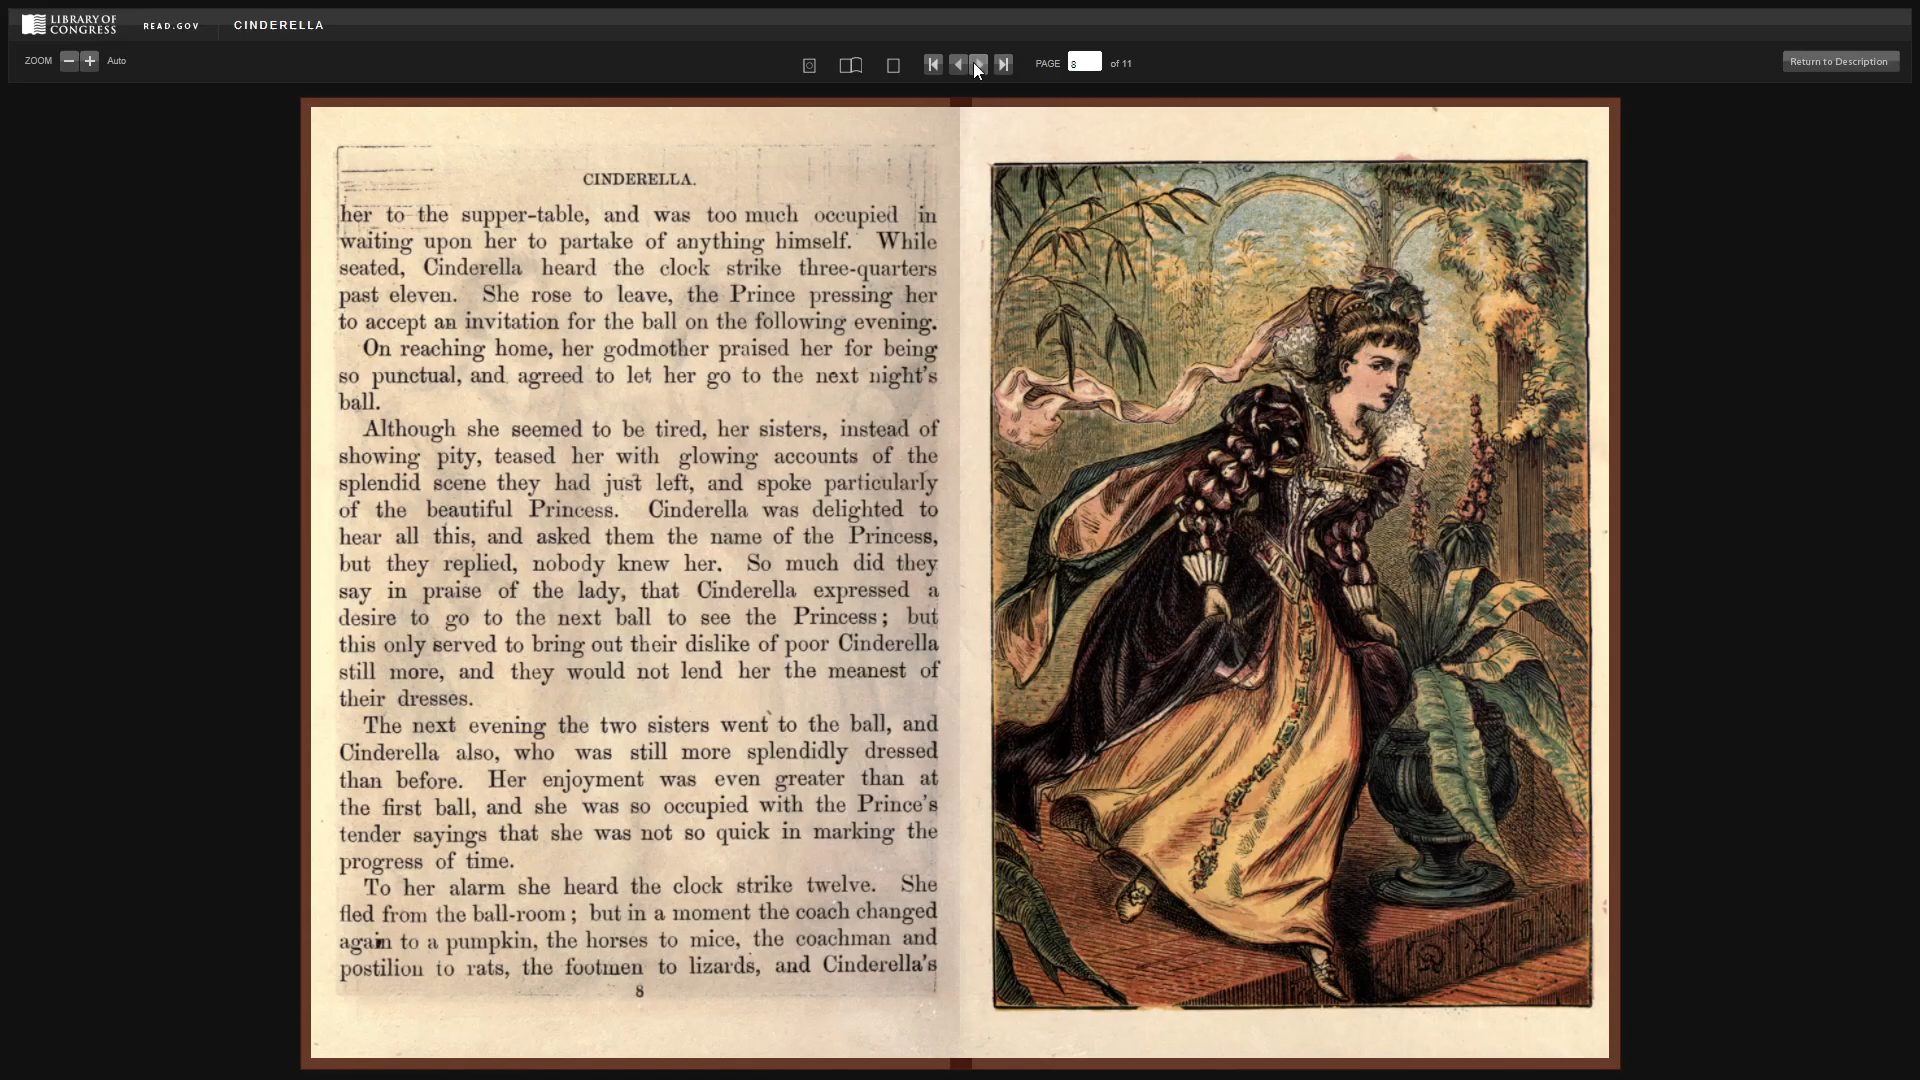 LIBRARY OF
CONGRESS
READ.GOV
CINDERELLA
ZOOM
Auto
PAGE
8
of 11
Return to Description
CINDERELLA.
her to the supper-table, and was too much occupied in
waiting upon her to partake of anything himself. While
seated, Cinderella heard the clock strike three-quarters
past eleven. She rose to leave, the Prince pressing her
to accept an invitation for the ball on the following evening.
On reaching home, her godmother praised her for being
so punctual, and agreed to let her go to the next night's
ball.
Although she seemed to be tired, her sisters, instead of
showing pity, teased her with glowing accounts of the
splendid scene they had just left, and spoke particularly
of the beautiful Princess. Cinderella was delighted to
hear all this, and asked them the name of the Princess,
but they replied, nobody knew her. So much did they
say in praise of the lady, that Cinderella expressed a
desire to go to the next ball to see the Princess; but
this only served to bring out their dislike of poor Cinderella
still more, and they would not lend her the meanest of
their dresses.
The next evening the two sisters went to the ball, and
Cinderella also, who was still more splendidly dressed
than before. Her enjoyment was even greater than at
the first ball, and she was so occupied with the Prince's
tender sayings that she was not so quick in marking the
progress of time.
To her alarm she heard the clock strike twelve. She
fled from the ball-room; but in a moment the coach changed
again to a pumpkin, the horses to mice, the coachman and
postilion to rats, the footmen to lizards, and Cinderella's
8